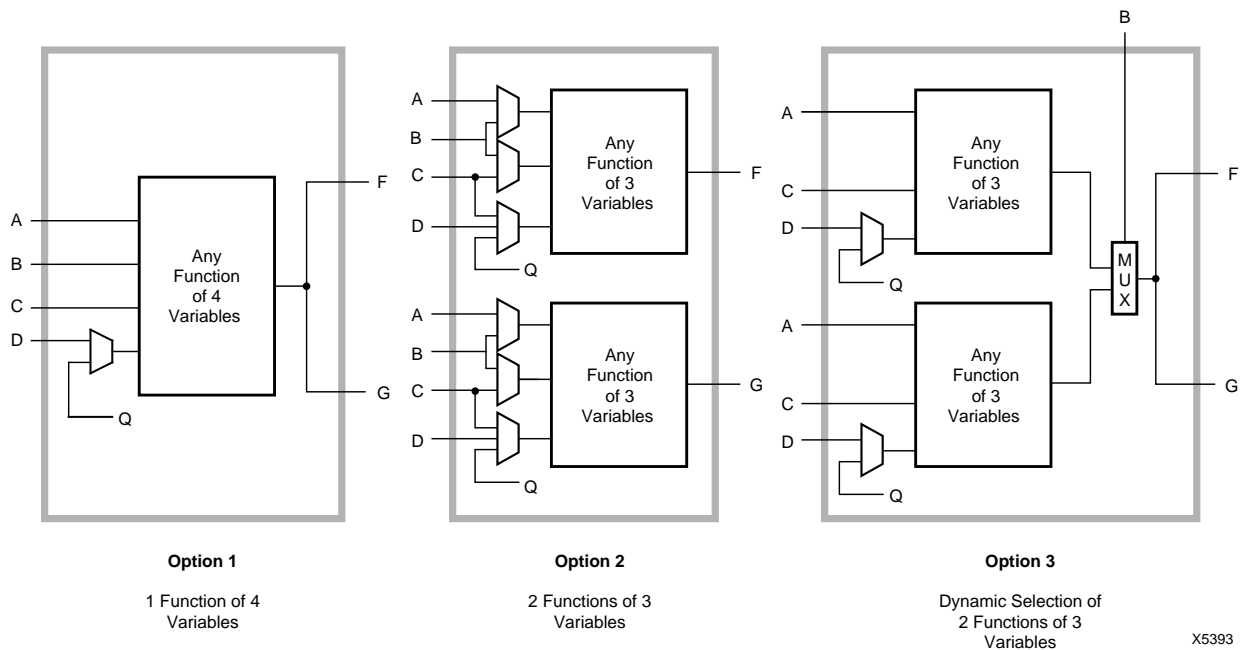 A
B
C
D
Q
Any
Function
of 4
Variables
F
G
Option 1
1 Function of 4
Variables
A
B
C
D
Q
Any
Function
of 3
Variables
F
A
B
C
D
Q
Any
Function
of 3
Variables
G
Option 2
2 Functions of 3
Variables
B
A
C
D
Q
Any
Function
of 3
Variables
M
U
X
F
A
C
D
Q
Any
Function
of 3
Variables
G
Option 3
Dynamic Selection of
2 Functions of 3
Variables
X5393